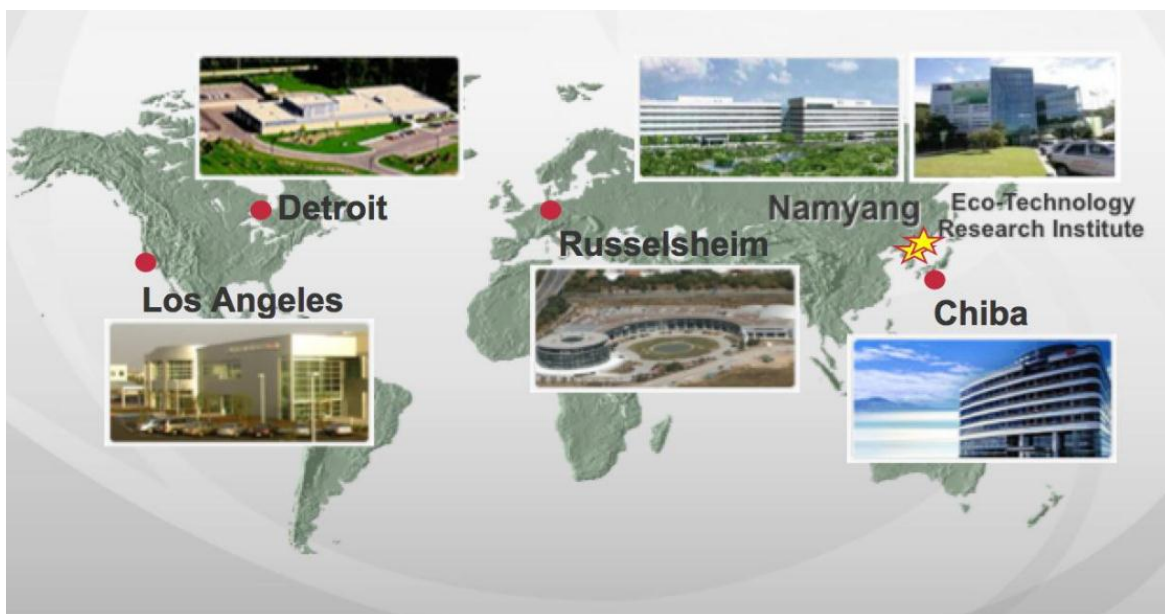 Detroit
Namyang
Eco-Technology
Research Institute
Russelsheim
Los Angeles
Chiba